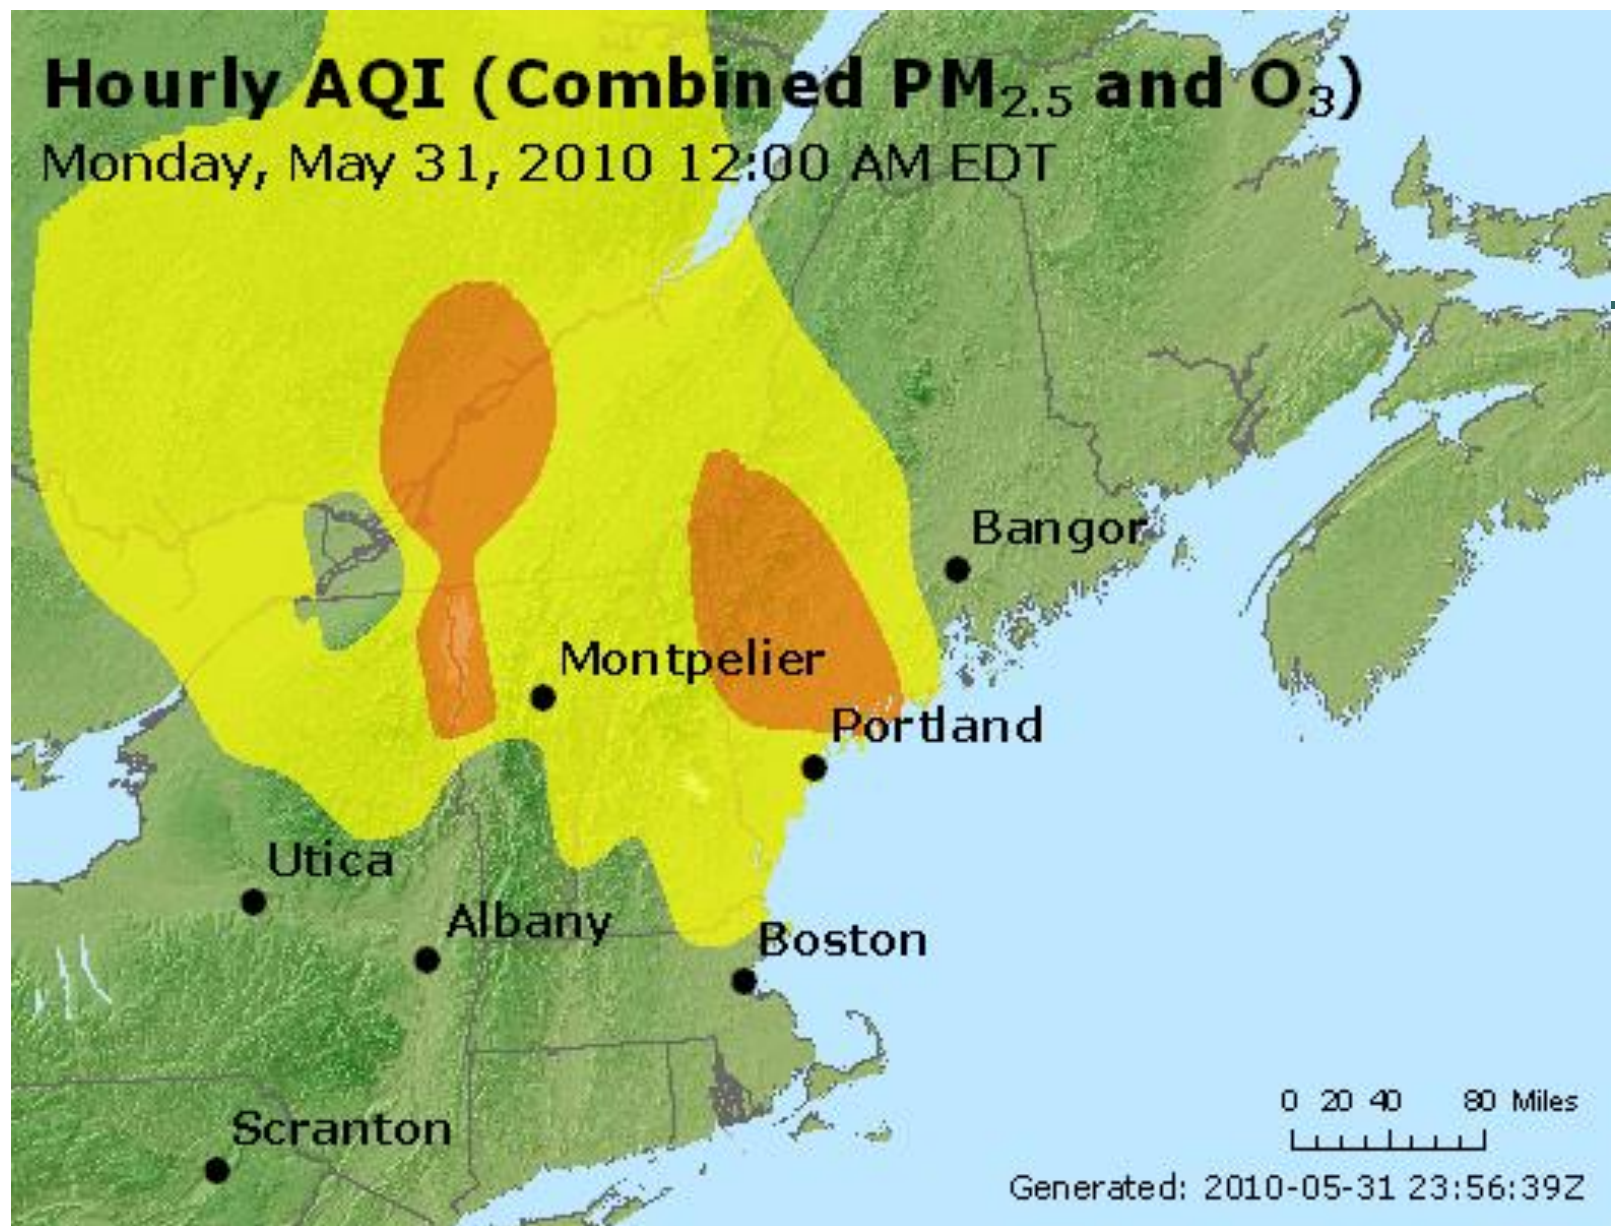 Hourly AQI (Combined PM2.5 and O3)
Monday, May 31, 2010 12:00 AM EDT
Bangor
Montpelier
Portland
Utica
Albany
Boston
Scranton
0 20 40 80 Miles
Generated: 2010-05-31 23:56:39Z